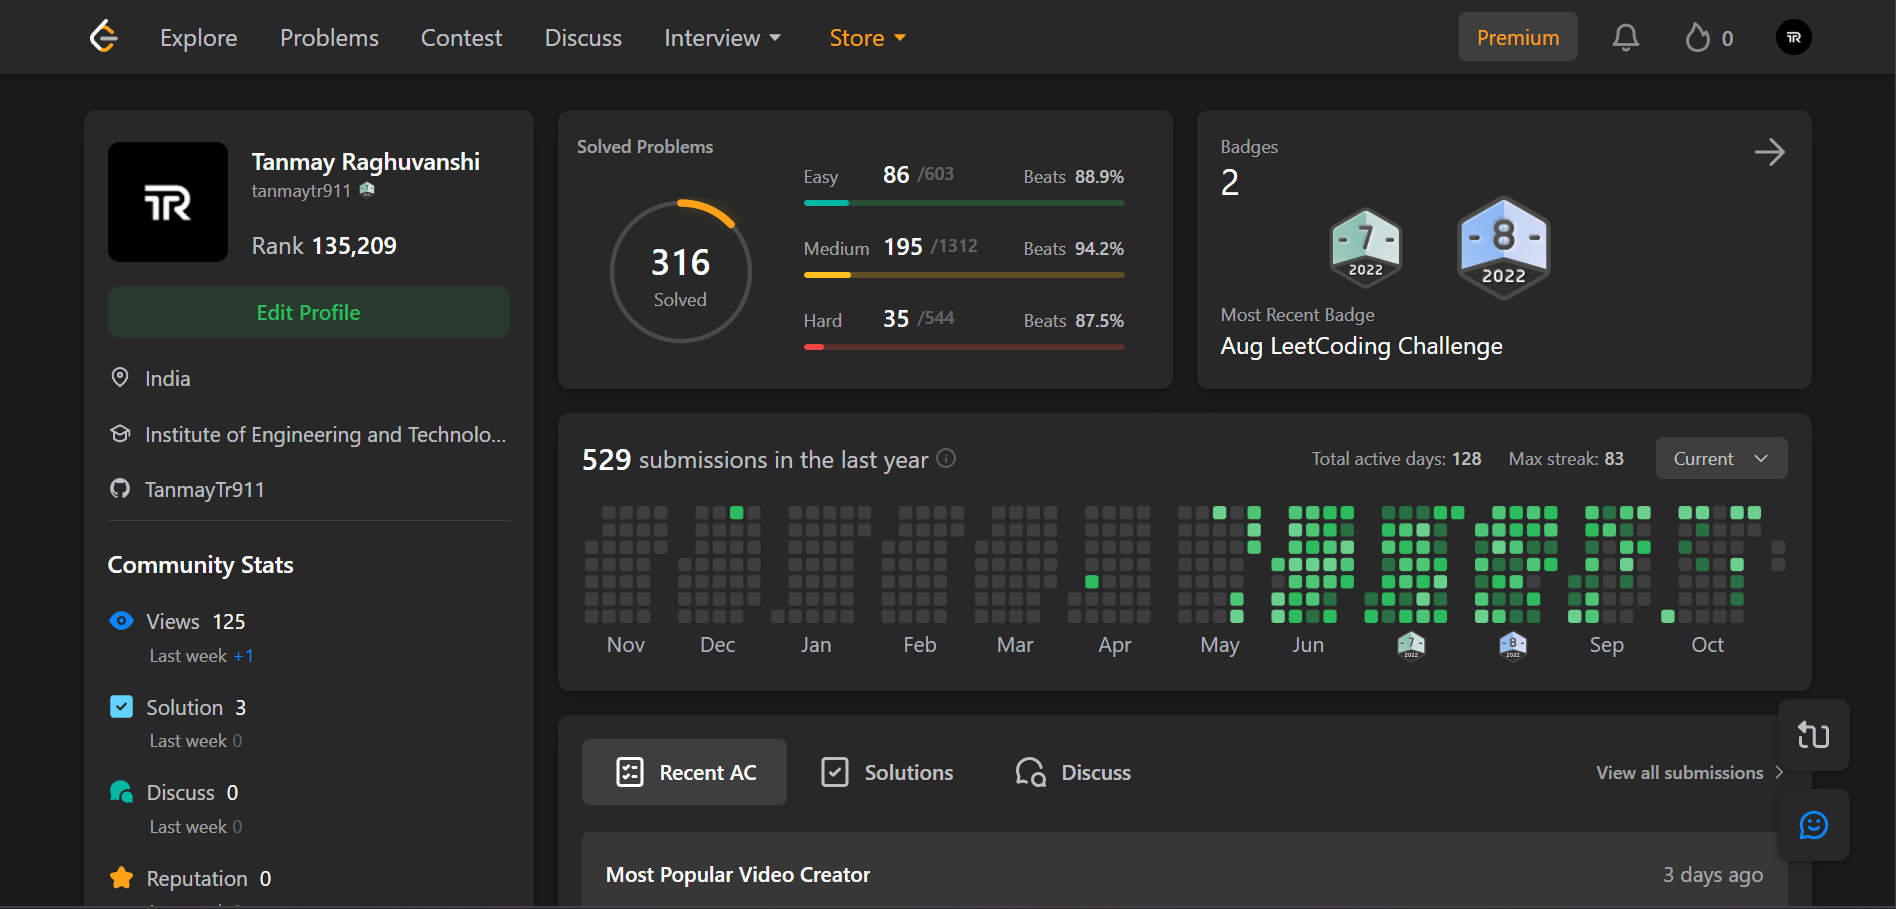 Explore Problems Contest Discuss Interview Store Premium 0 TR
TR
Tanmay Raghuvanshi
tanmaytr911
Rank 135,209
Edit Profile
India
Institute of Engineering and Technolo...
TanmayTr911
Community Stats
Views 125
Last week +1
Solution 3
Last week 0
Discuss 0
Last week 0
Reputation 0
Solved Problems
316
Solved
Easy 86 /603 Beats 88.9%
Medium 195 /1312 Beats 94.2%
Hard 35 /544 Beats 87.5%
Badges
2
7
2022
8
2022
Most Recent Badge
Aug LeetCoding Challenge
529 submissions in the last year
Total active days: 128 Max streak: 83 Current
Nov Dec Jan Feb Mar Apr May Jun 7 2022 8 2022 Sep Oct
Recent AC Solutions Discuss View all submissions
Most Popular Video Creator 3 days ago